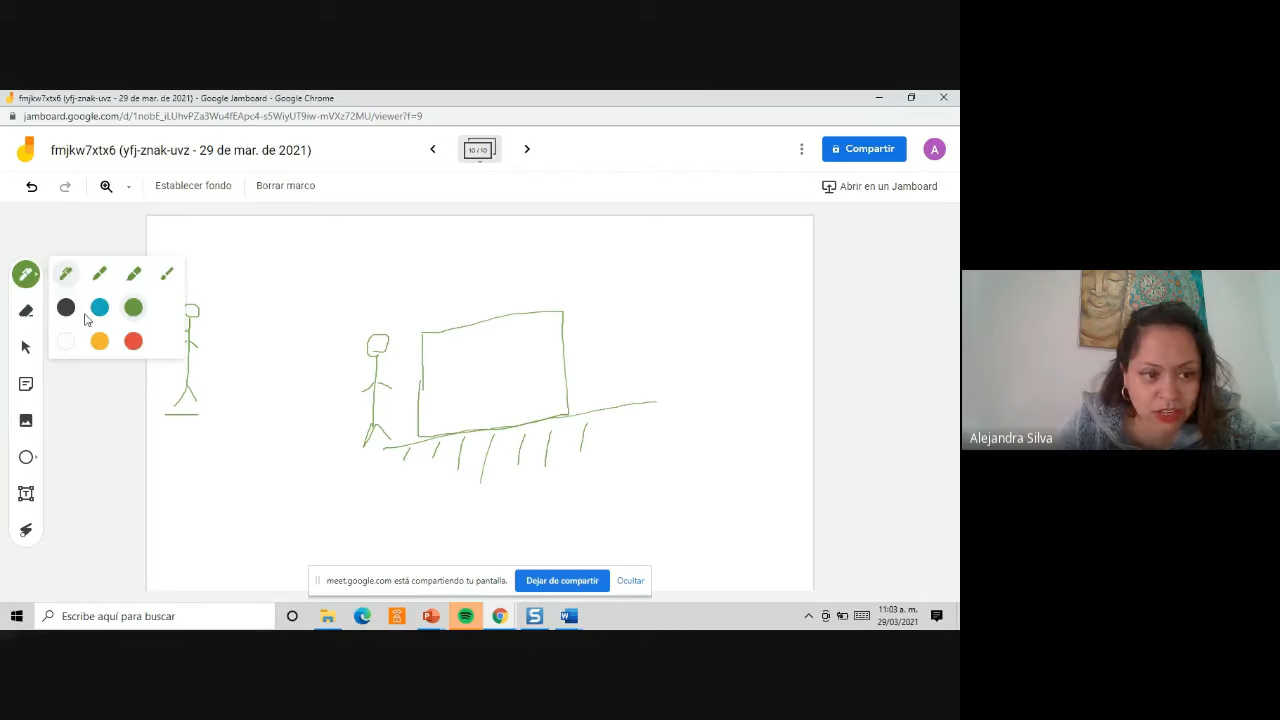 fmjkw7xtx6 (yfj-znak-uvz - 29 de mar. de 2021) - Google Jamboard - Google Chrome
jamboard.google.com/d/1nobE_iLUhvPZa3Wu4fEApc4-s5WiyUT9iw-mVXz72MU/viewer?f=9
fmjkw7xtx6 (yfj-znak-uvz - 29 de mar. de 2021)
10 / 10
Compartir
A
Establecer fondo
Borrar marco
Abrir en un Jamboard
Alejandra Silva
meet.google.com está compartiendo tu pantalla.
Dejar de compartir
Ocultar
Escribe aquí para buscar
11:03 a. m.
29/03/2021